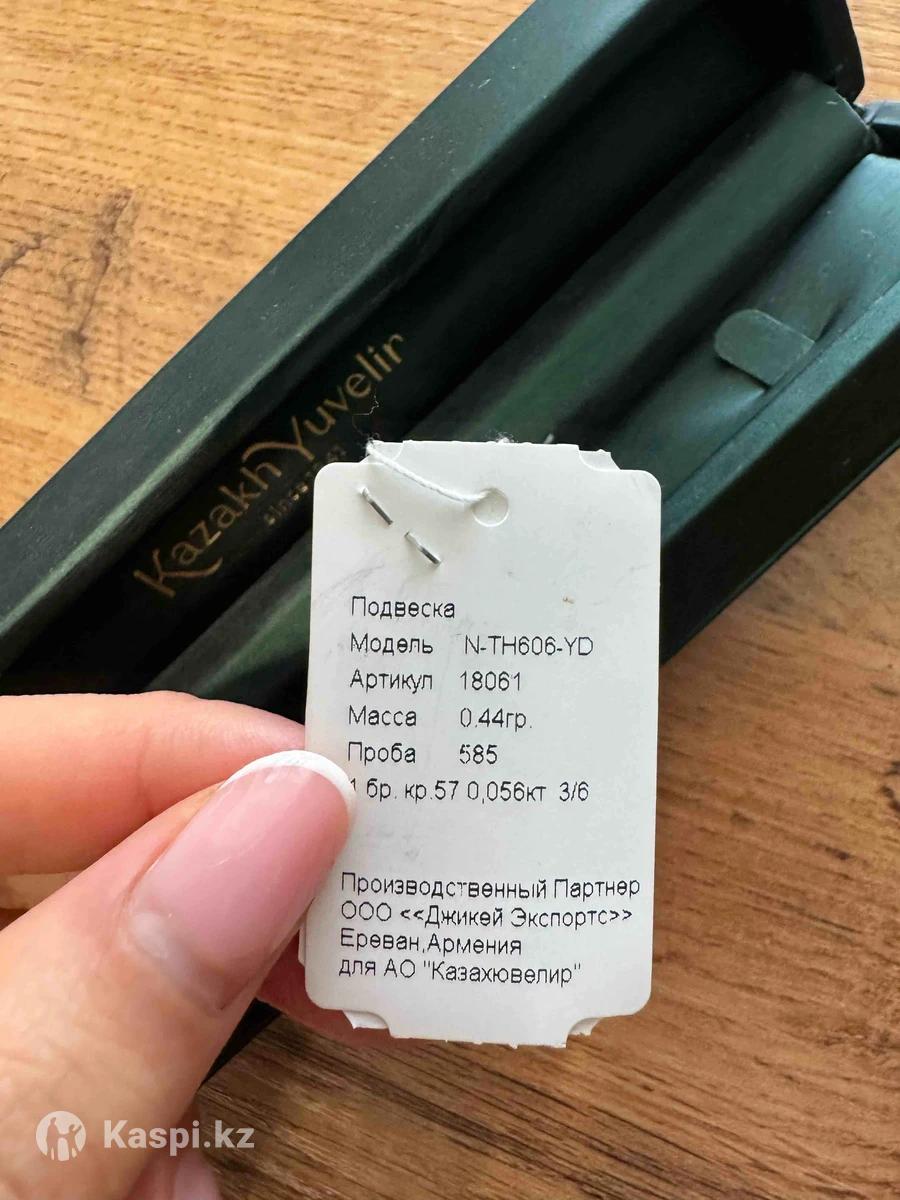 Kazakh Yuvelir
Подвеска
Модель N-TH606-YD
Артикул 18061
Масса 0.44гр.
Проба 585
1 бр. кр.57 0,056кт 3/6
Производственный Партнер
ООО <<Джикей Экспортс>>
Ереван,Армения
для АО "Казахювелир"
Kaspi.kz